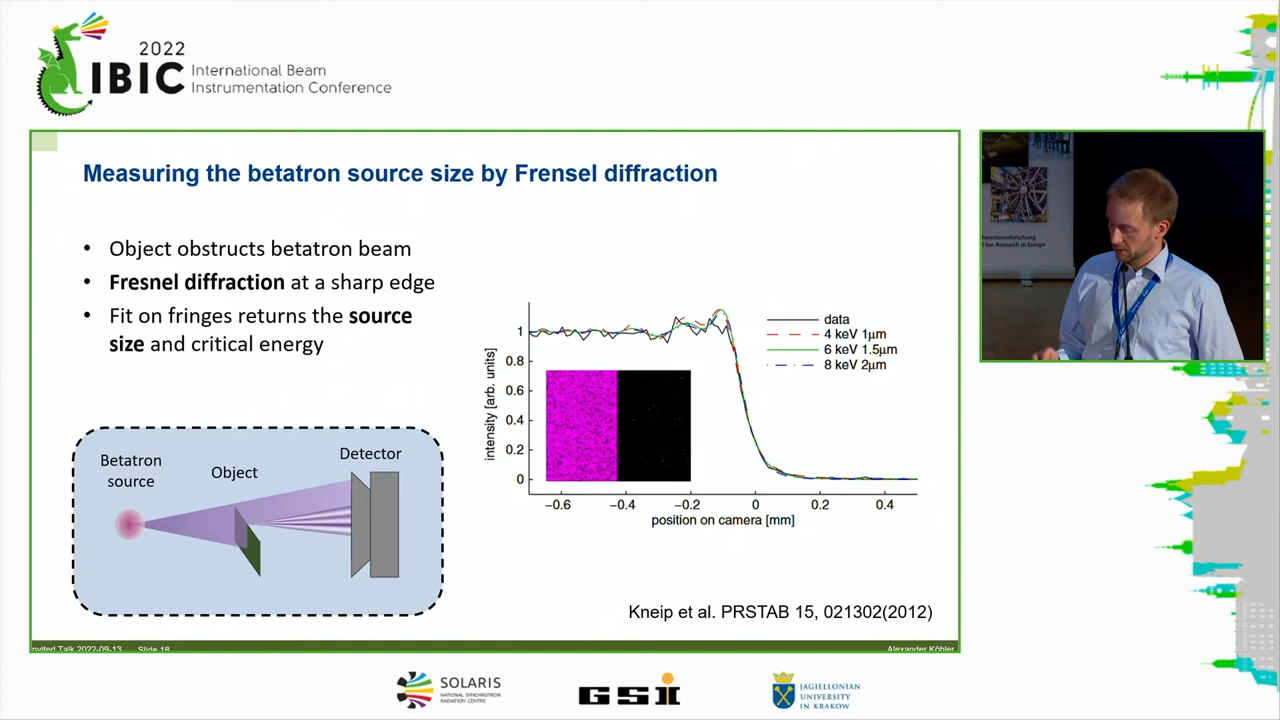 2022
IBIC
International Beam
Instrumentation Conference
Measuring the betatron source size by Frensel diffraction
• Object obstructs betatron beam
• Fresnel diffraction at a sharp edge
• Fit on fringes returns the source
size and critical energy
Betatron
source
Object
Detector
intensity [arb. units]
1
0.8
0.6
0.4
0.2
0
−0.6 −0.4 −0.2 0 0.2 0.4
position on camera [mm]
data
4 keV 1μm
6 keV 1.5μm
8 keV 2μm
Kneip et al. PRSTAB 15, 021302(2012)
nvited Talk 2022-09-13 Slide 18 Alexander Köhler
SOLARIS
NATIONAL SYNCHROTRON
RADIATION CENTRE
GSI
JAGIELLONIAN
UNIVERSITY
IN KRAKOW